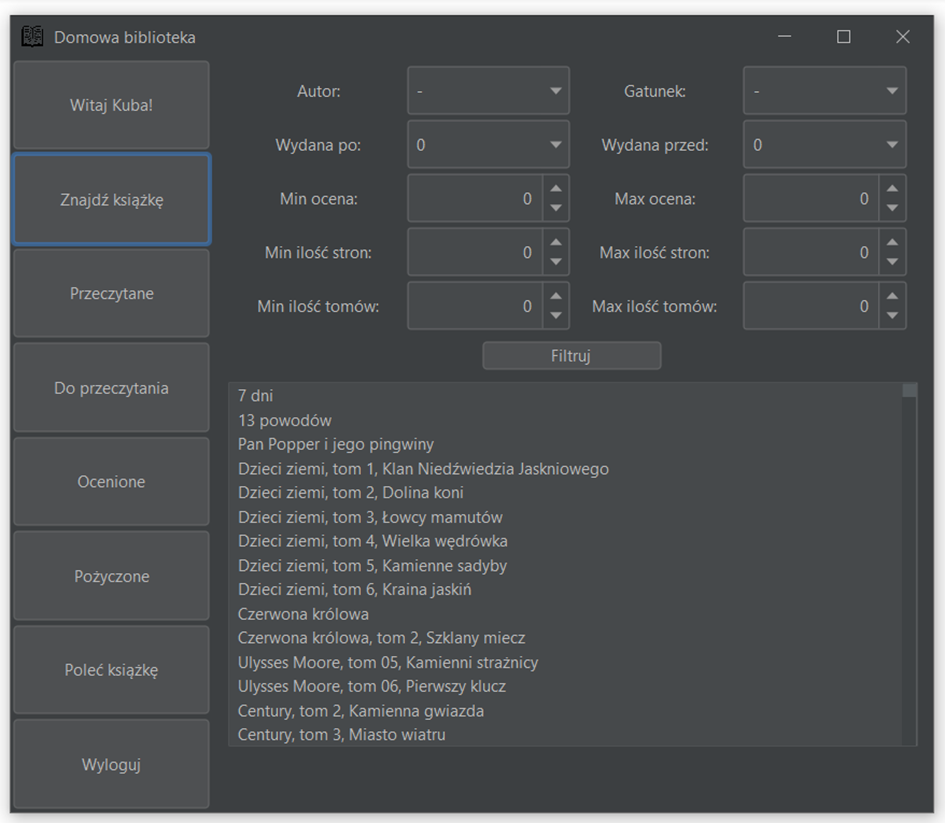 Domowa biblioteka
Witaj Kuba!
Znajdź książkę
Przeczytane
Do przeczytania
Ocenione
Pożyczone
Poleć książkę
Wyloguj
Autor: - Gatunek: -
Wydana po: 0 Wydana przed: 0
Min ocena: 0 Max ocena: 0
Min ilość stron: 0 Max ilość stron: 0
Min ilość tomów: 0 Max ilość tomów: 0
Filtruj
7 dni
13 powodów
Pan Popper i jego pingwiny
Dzieci ziemi, tom 1, Klan Niedźwiedzia Jaskniowego
Dzieci ziemi, tom 2, Dolina koni
Dzieci ziemi, tom 3, Łowcy mamutów
Dzieci ziemi, tom 4, Wielka wędrówka
Dzieci ziemi, tom 5, Kamienne sadyby
Dzieci ziemi, tom 6, Kraina jaskiń
Czerwona królowa
Czerwona królowa, tom 2, Szklany miecz
Ulysses Moore, tom 05, Kamienni strażnicy
Ulysses Moore, tom 06, Pierwszy klucz
Century, tom 2, Kamienna gwiazda
Century, tom 3, Miasto wiatru